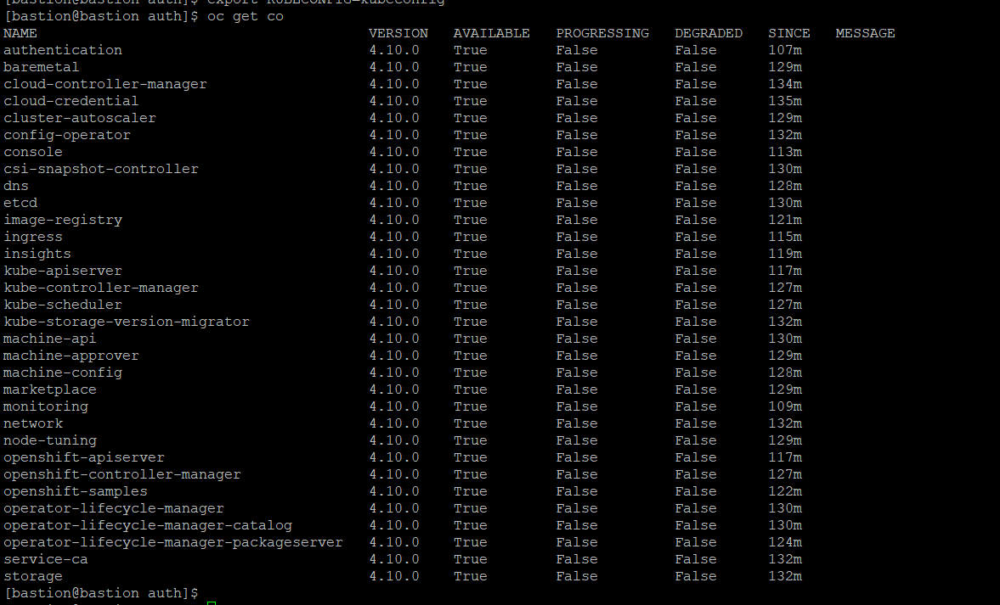 [bastion@bastion auth]$ export KUBECONFIG=kubeconfig
[bastion@bastion auth]$ oc get co
NAME VERSION AVAILABLE PROGRESSING DEGRADED SINCE MESSAGE
authentication 4.10.0 True False False 107m
baremetal 4.10.0 True False False 129m
cloud-controller-manager 4.10.0 True False False 134m
cloud-credential 4.10.0 True False False 135m
cluster-autoscaler 4.10.0 True False False 129m
config-operator 4.10.0 True False False 132m
console 4.10.0 True False False 113m
csi-snapshot-controller 4.10.0 True False False 130m
dns 4.10.0 True False False 128m
etcd 4.10.0 True False False 130m
image-registry 4.10.0 True False False 121m
ingress 4.10.0 True False False 115m
insights 4.10.0 True False False 119m
kube-apiserver 4.10.0 True False False 117m
kube-controller-manager 4.10.0 True False False 127m
kube-scheduler 4.10.0 True False False 127m
kube-storage-version-migrator 4.10.0 True False False 132m
machine-api 4.10.0 True False False 130m
machine-approver 4.10.0 True False False 129m
machine-config 4.10.0 True False False 128m
marketplace 4.10.0 True False False 129m
monitoring 4.10.0 True False False 109m
network 4.10.0 True False False 132m
node-tuning 4.10.0 True False False 129m
openshift-apiserver 4.10.0 True False False 117m
openshift-controller-manager 4.10.0 True False False 127m
openshift-samples 4.10.0 True False False 122m
operator-lifecycle-manager 4.10.0 True False False 130m
operator-lifecycle-manager-catalog 4.10.0 True False False 130m
operator-lifecycle-manager-packageserver 4.10.0 True False False 124m
service-ca 4.10.0 True False False 132m
storage 4.10.0 True False False 132m
[bastion@bastion auth]$